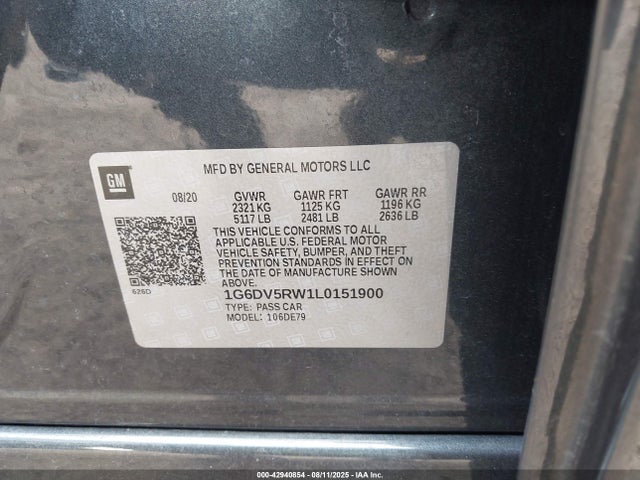 GM
MFD BY GENERAL MOTORS LLC
08/20 GVWR GAWR FRT GAWR RR
2321 KG 1125 KG 1196 KG
5117 LB 2481 LB 2636 LB
THIS VEHICLE CONFORMS TO ALL
APPLICABLE U.S. FEDERAL MOTOR
VEHICLE SAFETY, BUMPER, AND THEFT
PREVENTION STANDARDS IN EFFECT ON
THE DATE OF MANUFACTURE SHOWN
ABOVE.
626D
1G6DV5RW1L0151900
TYPE: PASS CAR
MODEL: 106DE79
000-42940854 - 08/11/2025 - IAA Inc.